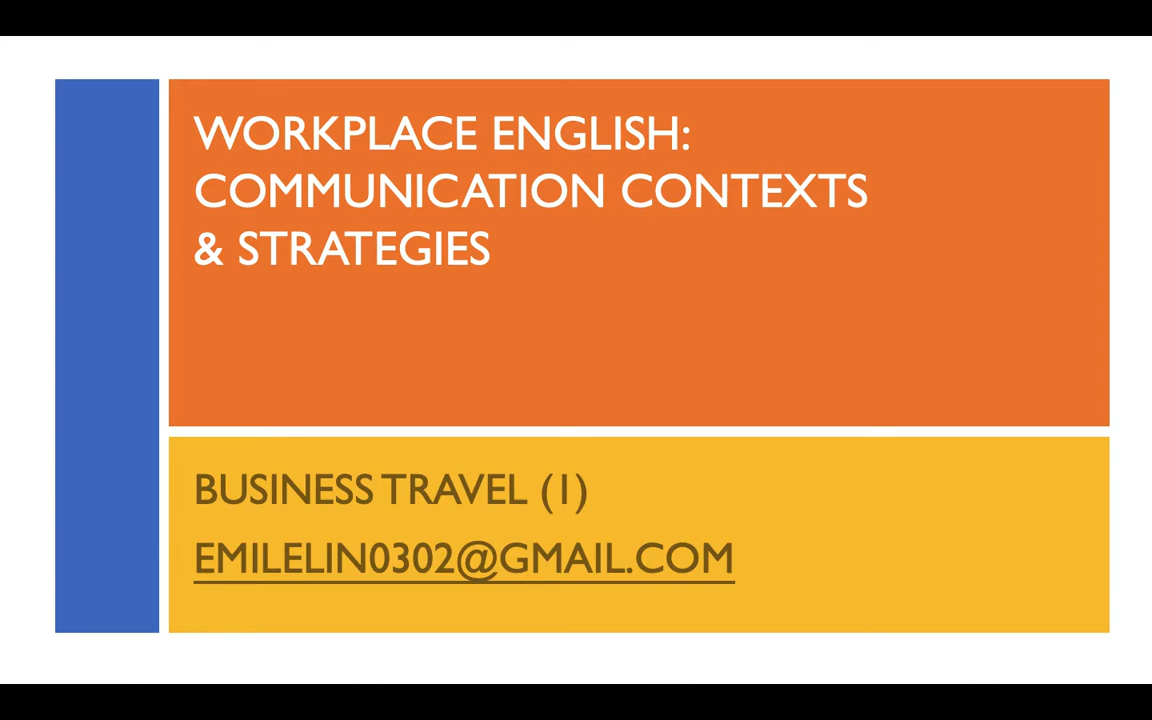 WORKPLACE ENGLISH:
COMMUNICATION CONTEXTS
& STRATEGIES
BUSINESS TRAVEL (1)
EMILELIN0302@GMAIL.COM